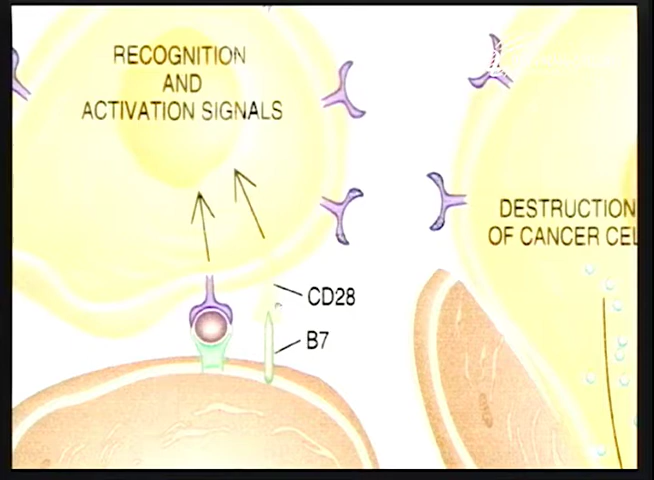 RECOGNITION
AND
ACTIVATION SIGNALS
CD28
B7
DESTRUCTION
OF CANCER CEL